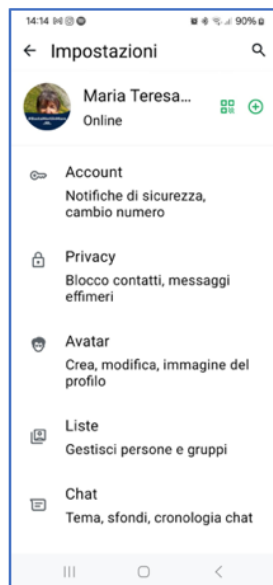 14:14 90%
Impostazioni
Maria Teresa...
Online
Account
Notifiche di sicurezza,
cambio numero
Privacy
Blocco contatti, messaggi
effimeri
Avatar
Crea, modifica, immagine del
profilo
Liste
Gestisci persone e gruppi
Chat
Tema, sfondi, cronologia chat